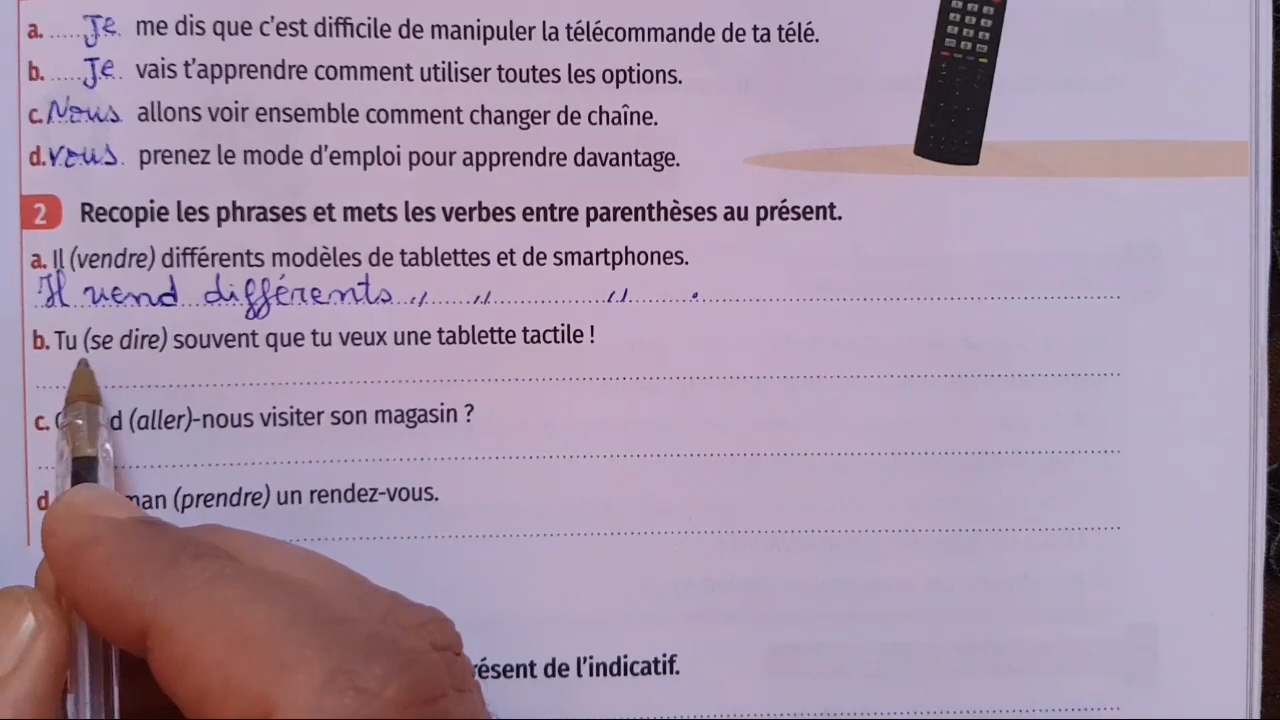 a. Je me dis que c'est difficile de manipuler la télécommande de ta télé.
b. Je vais t'apprendre comment utiliser toutes les options.
c. Nous allons voir ensemble comment changer de chaîne.
d. vous prenez le mode d'emploi pour apprendre davantage.
2 Recopie les phrases et mets les verbes entre parenthèses au présent.
a. Il (vendre) différents modèles de tablettes et de smartphones.
Il vend différents ,, ,, ,, .
b. Tu (se dire) souvent que tu veux une tablette tactile !
c. (aller)-nous visiter son magasin ?
d (prendre) un rendez-vous.
de l'indicatif.